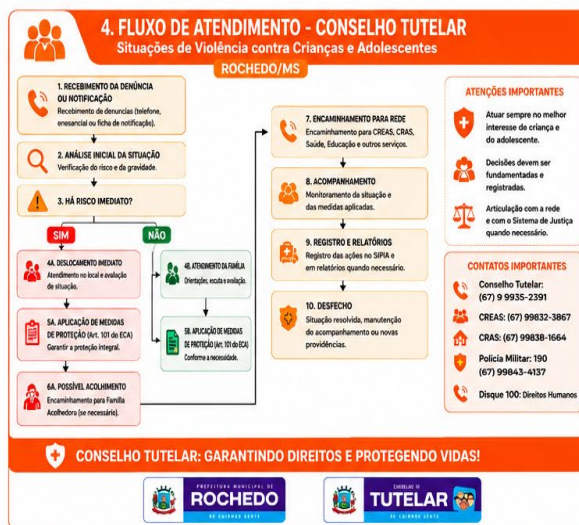 4. FLUXO DE ATENDIMENTO - CONSELHO TUTELAR
Situações de Violência contra Crianças e Adolescentes
ROCHEDO/MS
1. RECEBIMENTO DA DENÚNCIA
OU NOTIFICAÇÃO
Recebimento de denuncias (telefone,
enesancial ou ficha de notificação).
2. ANÁLISE INICIAL DA SITUAÇÃO
Verificação do risco e da gravidade.
3. HÁ RISCO IMEDIATO?
SIM
NÃO
4A. DESLOCAMENTO IMEDIATO
Atendimento no local e avaliação
de situação.
5A. APLICAÇÃO DE MEDIDAS
DE PROTEÇÃO (Art. 101 do ECA)
Garantir a proteção integral.
6A. POSSÍVEL ACOLHIMENTO
Encaminhamento para Família
Acolhedora (se necessário).
4B. ATENDIMENTO DA FAMÍLIA
Orientações, escuta e avaliação.
5B. APLICAÇÃO DE MEDIDAS
DE PROTEÇÃO (Art. 101 do ECA)
Conforme a necessidade.
7. ENCAMINHAMENTO PARA REDE
Encaminhamento para CREAS, CRAS,
Saúde, Educação e outros serviços.
8. ACOMPANHAMENTO
Monitoramento da situação e
das medidas aplicadas.
9. REGISTRO E RELATÓRIOS
Registro das ações no SIPIA e
em relatórios quando necessário.
10. DESFECHO
Situação resolvida, manutenção
do acompanhamento ou novas
providências.
ATENÇÕES IMPORTANTES
Atuar sempre no melhor
interesse do criança e
do adolescente.
Decisões devem ser
fundamentadas e
registradas.
Articulação com a rede
e com o Sistema de Justiça
quando necessário.
CONTATOS IMPORTANTES
Conselho Tutelar:
(67) 9 9935-2391
CREAS: (67) 99832-3867
CRAS: (67) 99838-1664
Polícia Militar: 190
(67) 99843-4137
Disque 100: Direitos Humanos
CONSELHO TUTELAR: GARANTINDO DIREITOS E PROTEGENDO VIDAS!
PREFEITURA MUNICIPAL DE
ROCHEDO
TUTELAR